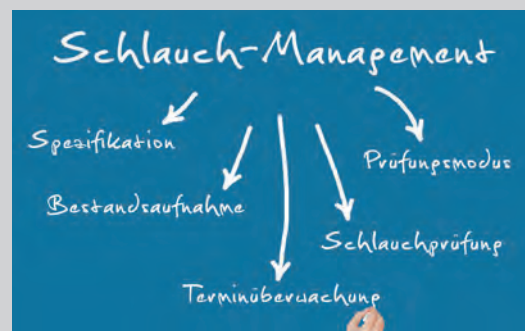 Schlauch-Management
Spezifikation
Prüfungsmodus
Bestandsaufnahme
Schlauchprüfung
Terminüberwachung